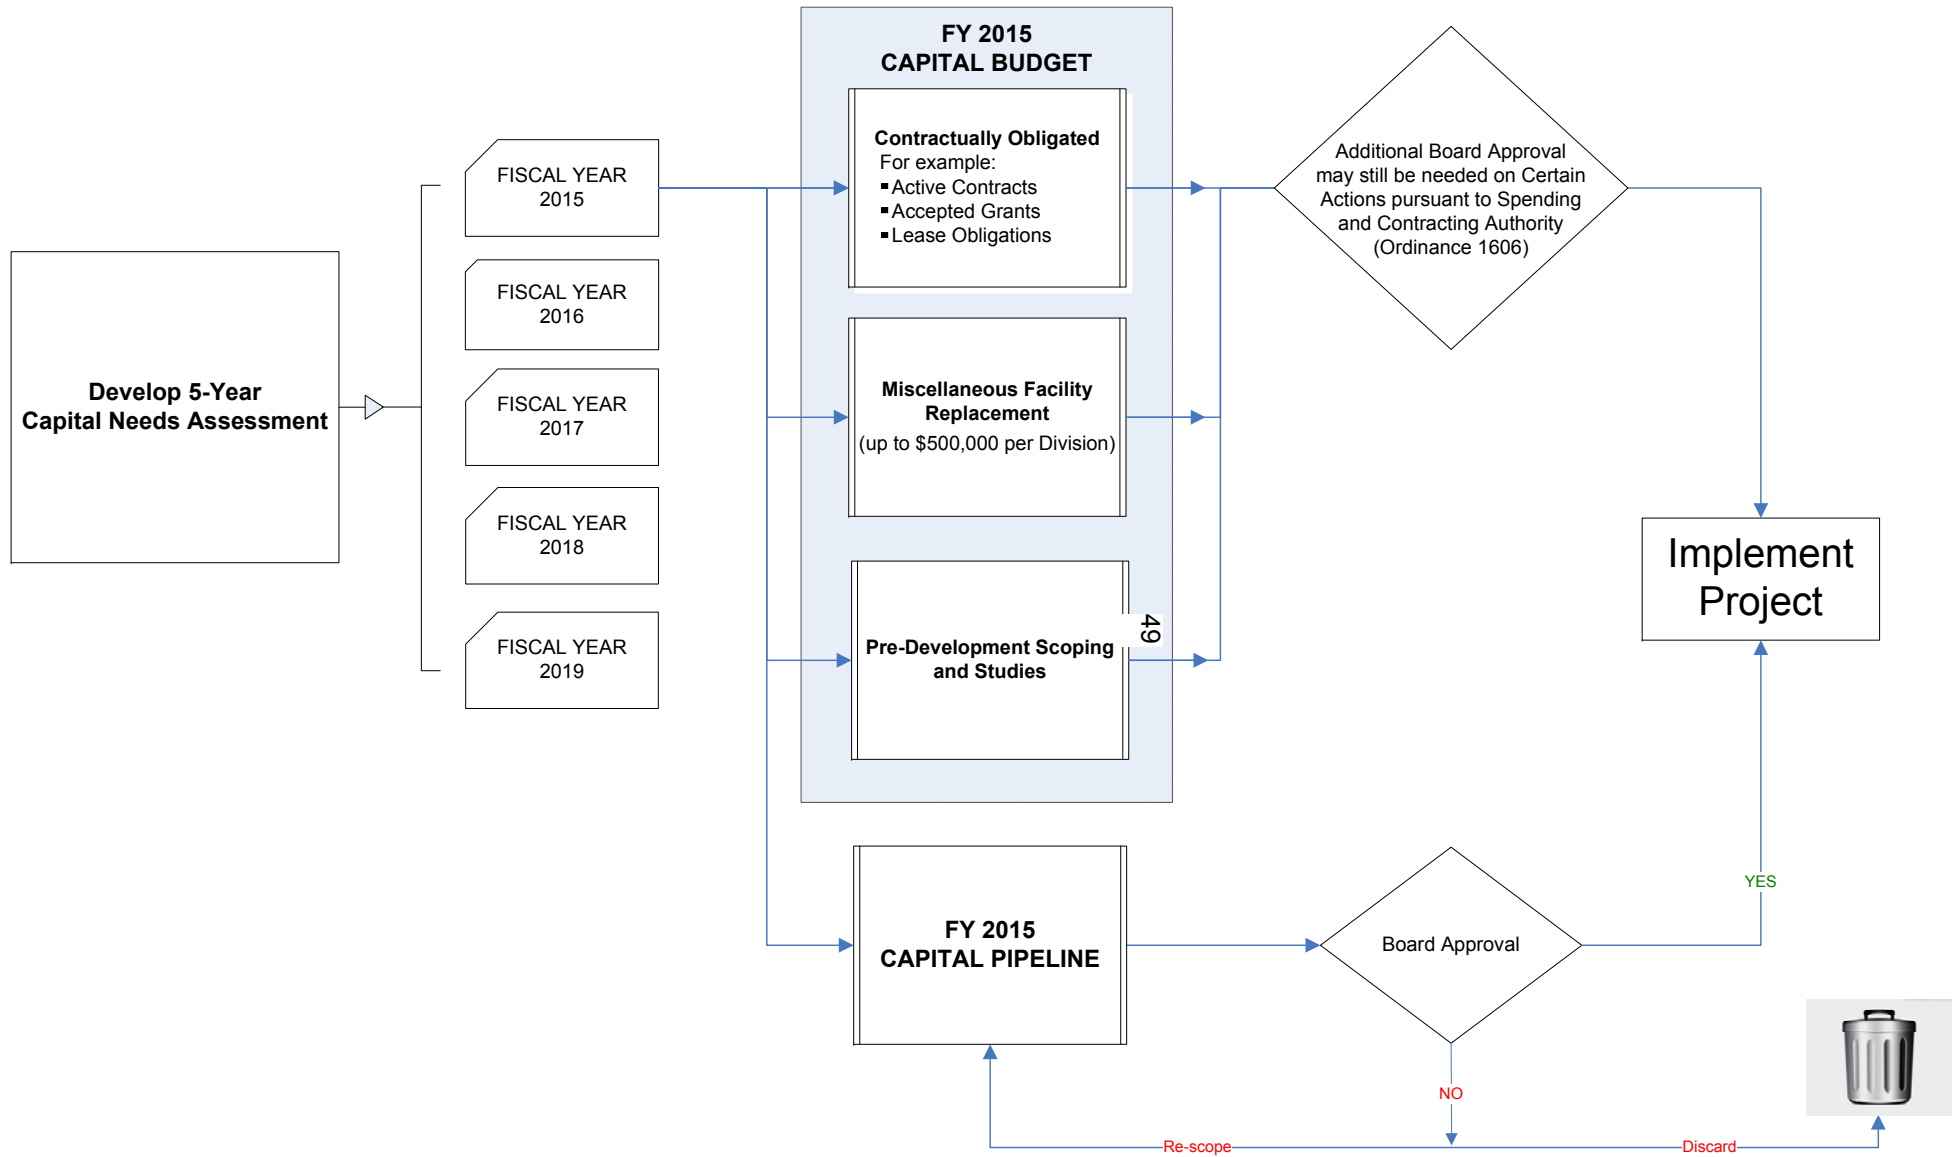 Develop 5-Year
Capital Needs Assessment
FISCAL YEAR
2015
FISCAL YEAR
2016
FISCAL YEAR
2017
FISCAL YEAR
2018
FISCAL YEAR
2019
FY 2015
CAPITAL BUDGET
Contractually Obligated
For example:
▪Active Contracts
▪Accepted Grants
▪Lease Obligations
Miscellaneous Facility
Replacement
(up to $500,000 per Division)
Pre-Development Scoping
and Studies
49
FY 2015
CAPITAL PIPELINE
Additional Board Approval
may still be needed on Certain
Actions pursuant to Spending
and Contracting Authority
(Ordinance 1606)
Board Approval
Implement
Project
YES
NO
Re-scope
Discard